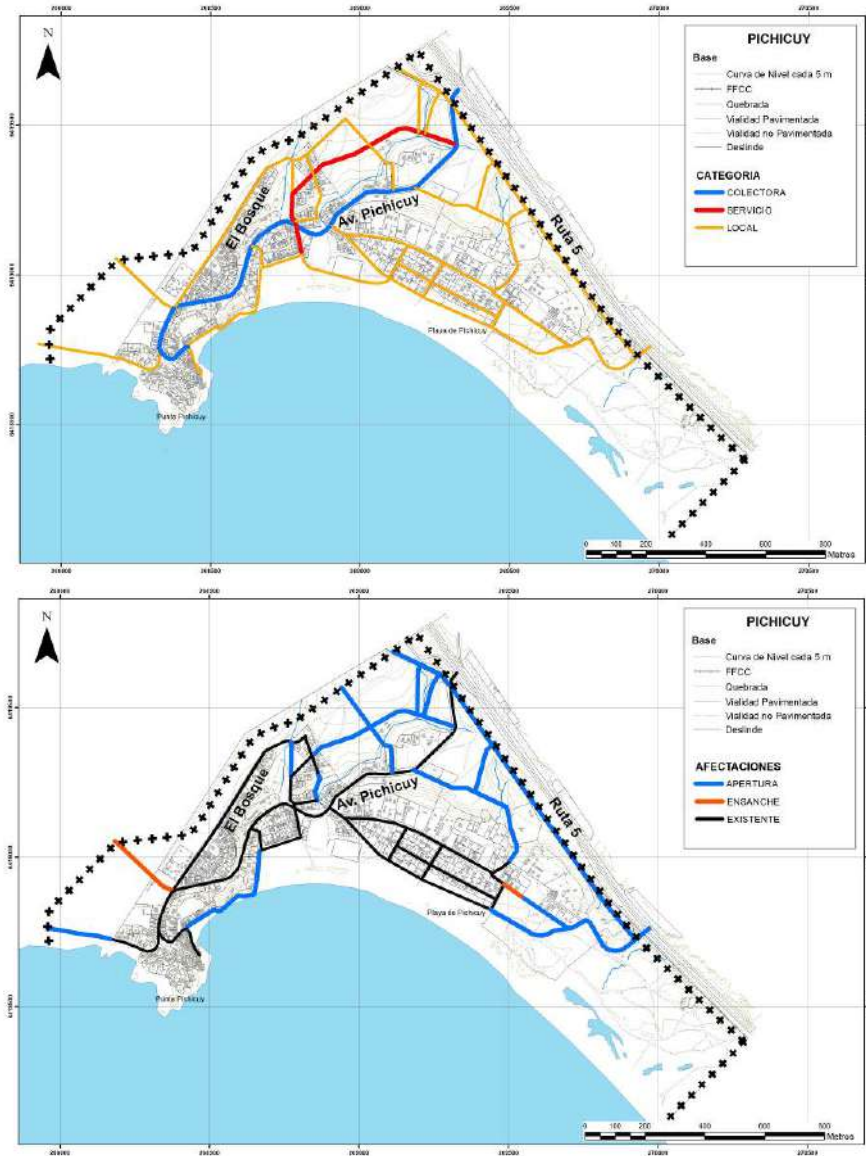 N
PICHICUY
Base
Curva de Nivel cada 5 m
FFCC
Quebrada
Vialidad Pavimentada
Vialidad no Pavimentada
Deslinde
CATEGORIA
COLECTORA
SERVICIO
LOCAL
El Bosque
Av. Pichicuy
Ruta 5
Playa de Pichicuy
Punta Pichicuy
0 100 200 400 600 800
Metros
N
PICHICUY
Base
Curva de Nivel cada 5 m
FFCC
Quebrada
Vialidad Pavimentada
Vialidad no Pavimentada
Deslinde
AFECTACIONES
APERTURA
ENSANCHE
EXISTENTE
El Bosque
Av. Pichicuy
Ruta 5
Playa de Pichicuy
Punta Pichicuy
0 100 200 400 600 800
Metros